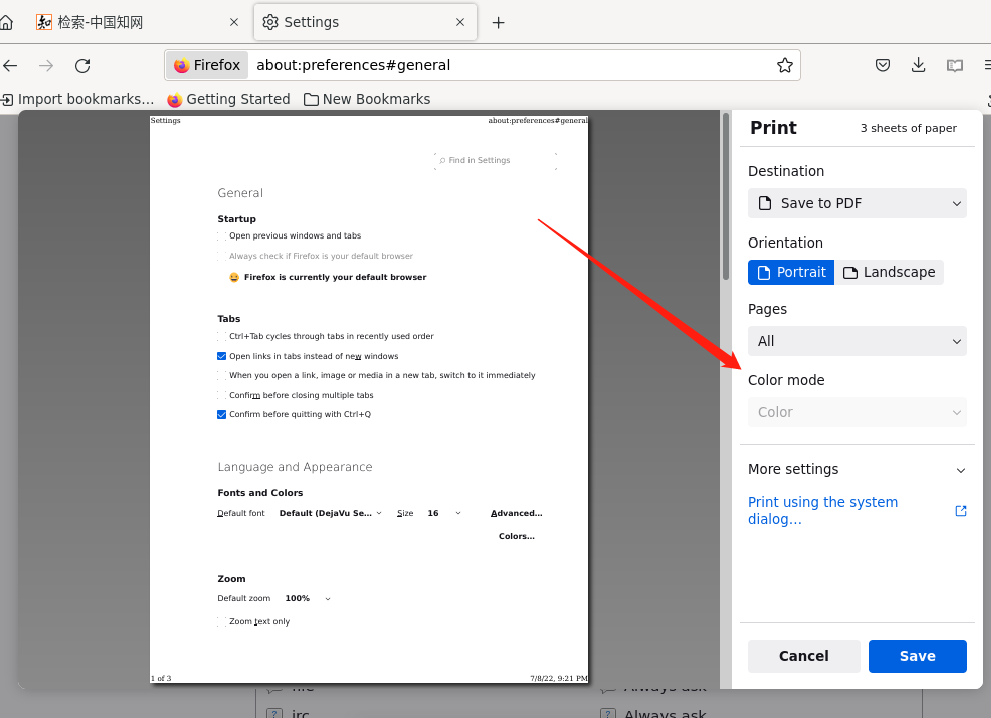 检索-中国知网
Settings
Firefox
about:preferences#general
Import bookmarks...
Getting Started
New Bookmarks
Settings
about:preferences#general
Find in Settings
General
Startup
Open previous windows and tabs
Always check if Firefox is your default browser
Firefox is currently your default browser
Tabs
Ctrl+Tab cycles through tabs in recently used order
Open links in tabs instead of new windows
When you open a link, image or media in a new tab, switch to it immediately
Confirm before closing multiple tabs
Confirm before quitting with Ctrl+Q
Language and Appearance
Fonts and Colors
Default font Default (DejaVu Se... Size 16 Advanced...
Colors...
Zoom
Default zoom 100%
Zoom text only
1 of 3
7/8/22, 9:21 PM
Print
3 sheets of paper
Destination
Save to PDF
Orientation
Portrait
Landscape
Pages
All
Color mode
Color
More settings
Print using the system
dialog...
Cancel
Save
Always ask
irc
Always ask